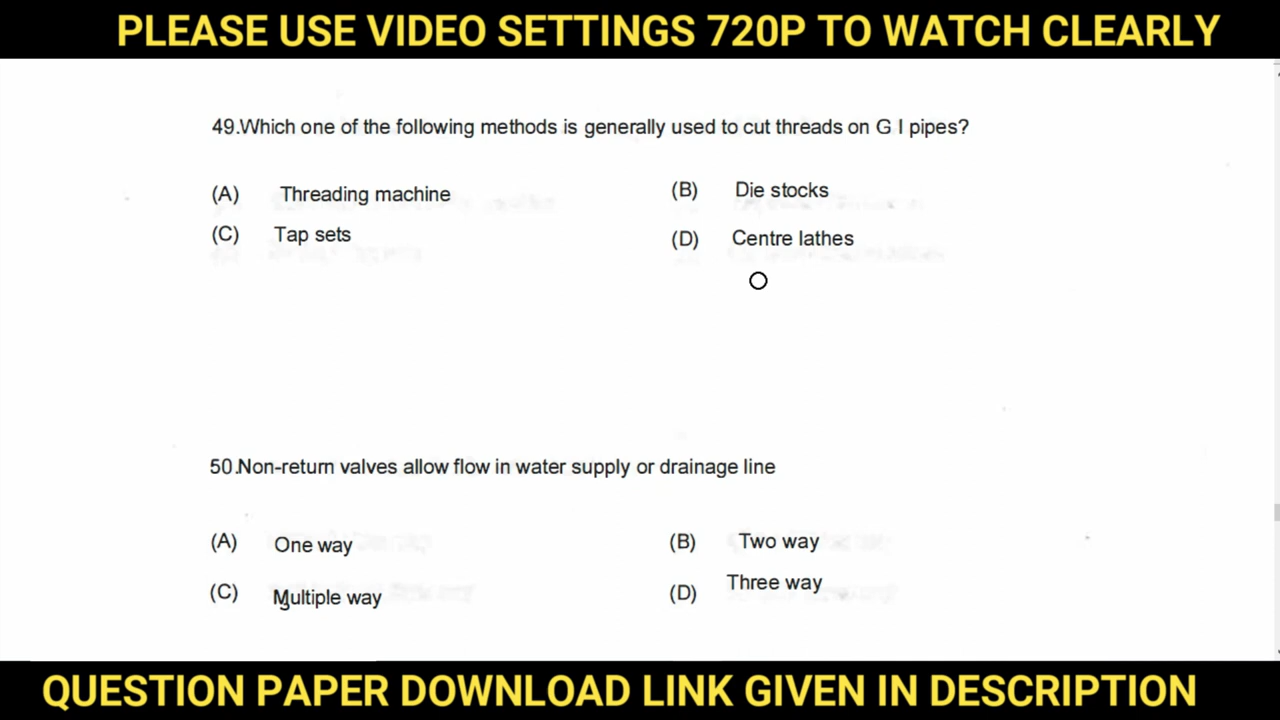 PLEASE USE VIDEO SETTINGS 720P TO WATCH CLEARLY
49.Which one of the following methods is generally used to cut threads on G I pipes?
(A) Threading machine (B) Die stocks
(C) Tap sets (D) Centre lathes
50.Non-return valves allow flow in water supply or drainage line
(A) One way (B) Two way
(C) Multiple way (D) Three way
QUESTION PAPER DOWNLOAD LINK GIVEN IN DESCRIPTION